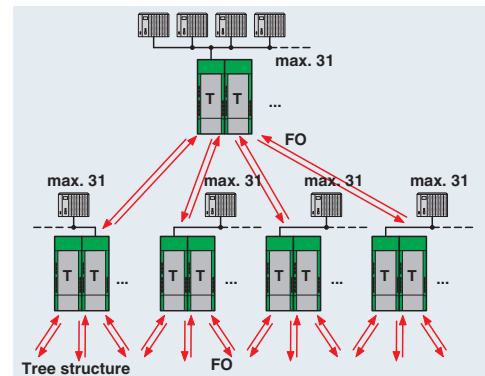 max. 31
T T ...
FO
max. 31 max. 31 max. 31 max. 31
T T ... T T ... T T ... T T ...
Tree structure FO